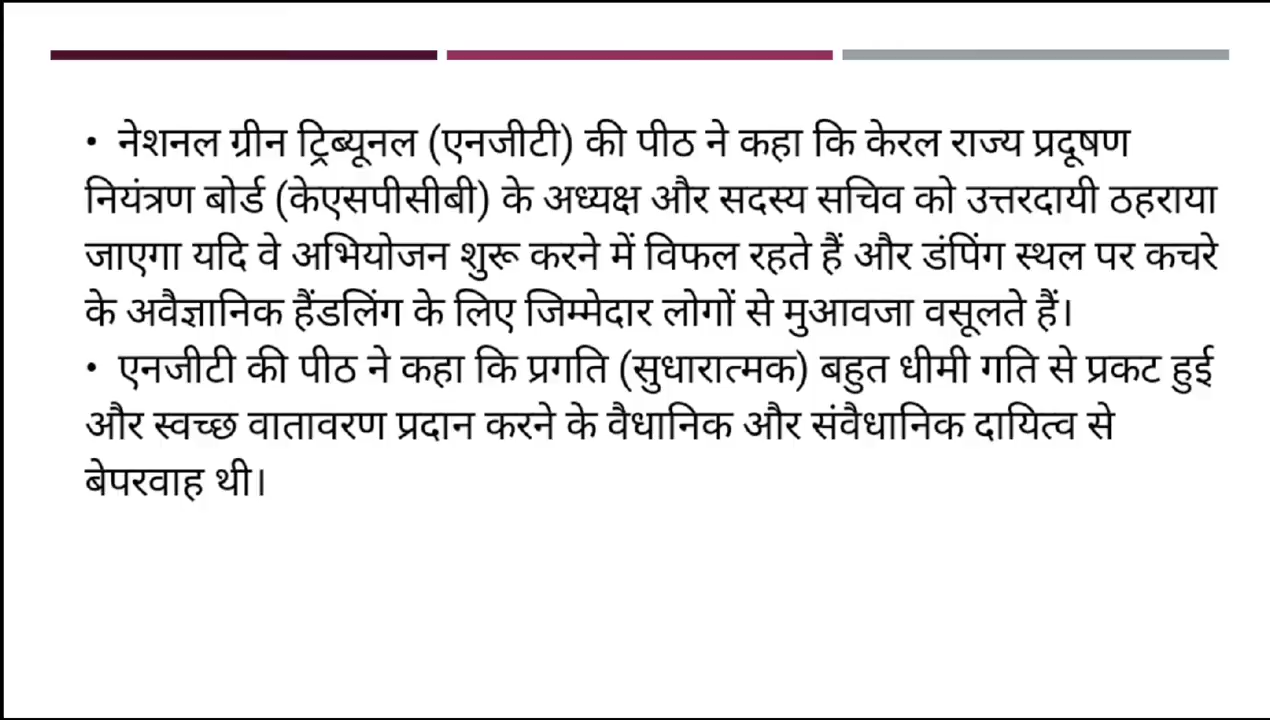 • नेशनल ग्रीन ट्रिब्यूनल (एनजीटी) की पीठ ने कहा कि केरल राज्य प्रदूषण
नियंत्रण बोर्ड (केएसपीसीबी) के अध्यक्ष और सदस्य सचिव को उत्तरदायी ठहराया
जाएगा यदि वे अभियोजन शुरू करने में विफल रहते हैं और डंपिंग स्थल पर कचरे
के अवैज्ञानिक हैंडलिंग के लिए जिम्मेदार लोगों से मुआवजा वसूलते हैं।
• एनजीटी की पीठ ने कहा कि प्रगति (सुधारात्मक) बहुत धीमी गति से प्रकट हुई
और स्वच्छ वातावरण प्रदान करने के वैधानिक और संवैधानिक दायित्व से
बेपरवाह थी।